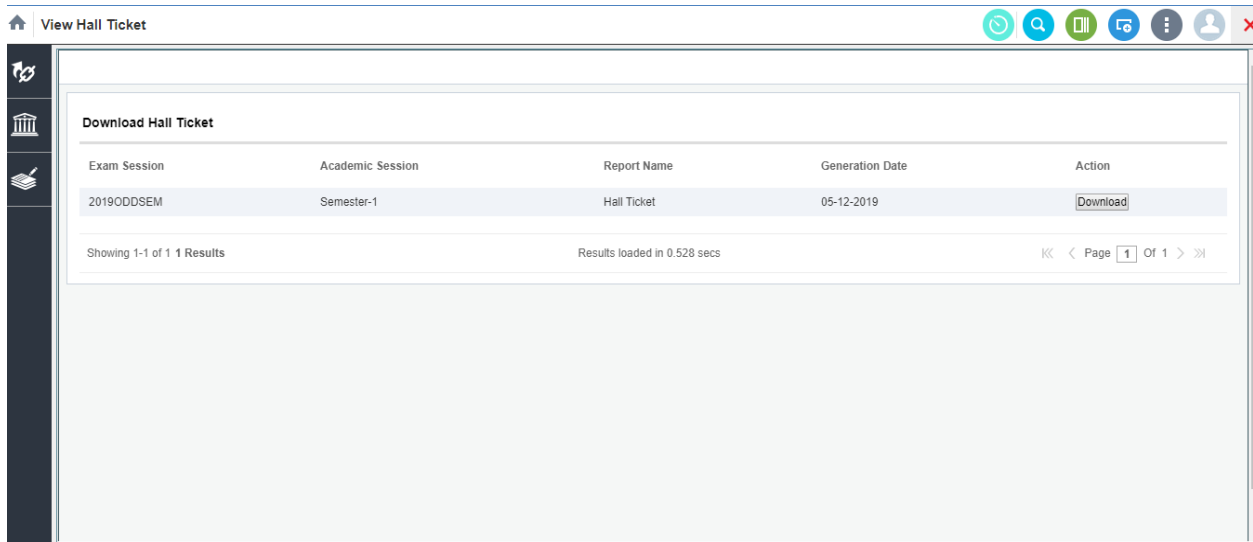 View Hall Ticket
Download Hall Ticket
Exam Session Academic Session Report Name Generation Date Action
2019ODDSEM Semester-1 Hall Ticket 05-12-2019 Download
Showing 1-1 of 1 1 Results Results loaded in 0.528 secs Page 1 Of 1